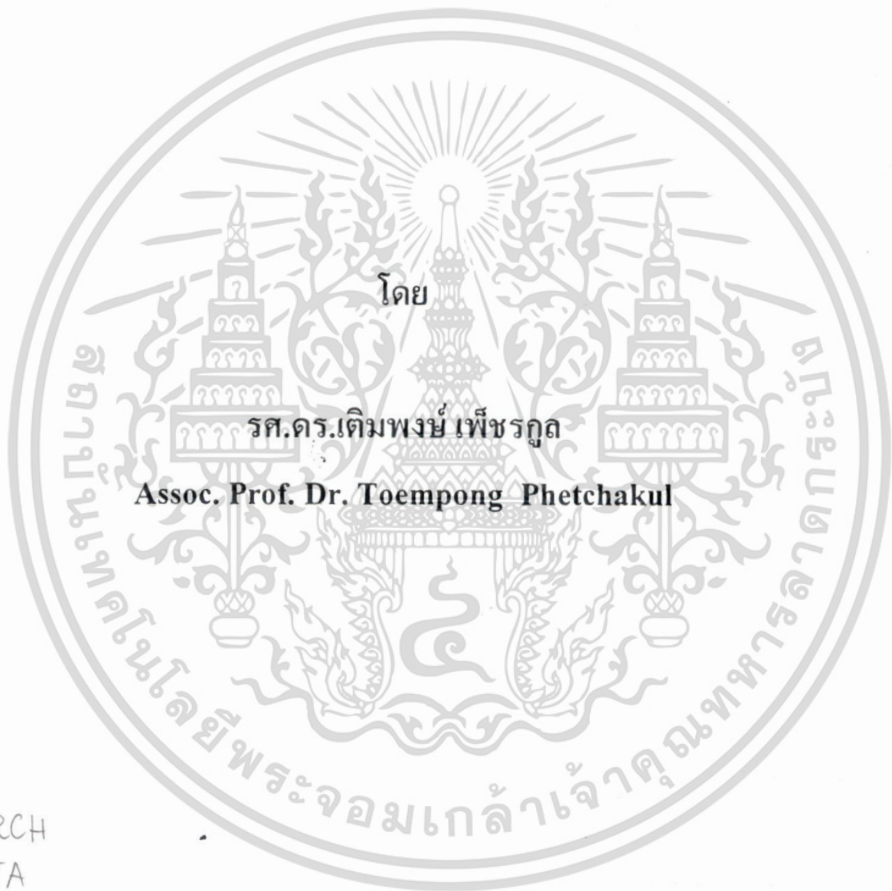 โดย
รศ.ดร.เติมพงษ์ เพ็ชรกูล
Assoc. Prof. Dr. Toempong Phetchakul
สถาบันเทคโนโลยีพระจอมเกล้าเจ้าคุณทหารลาดกระบัง